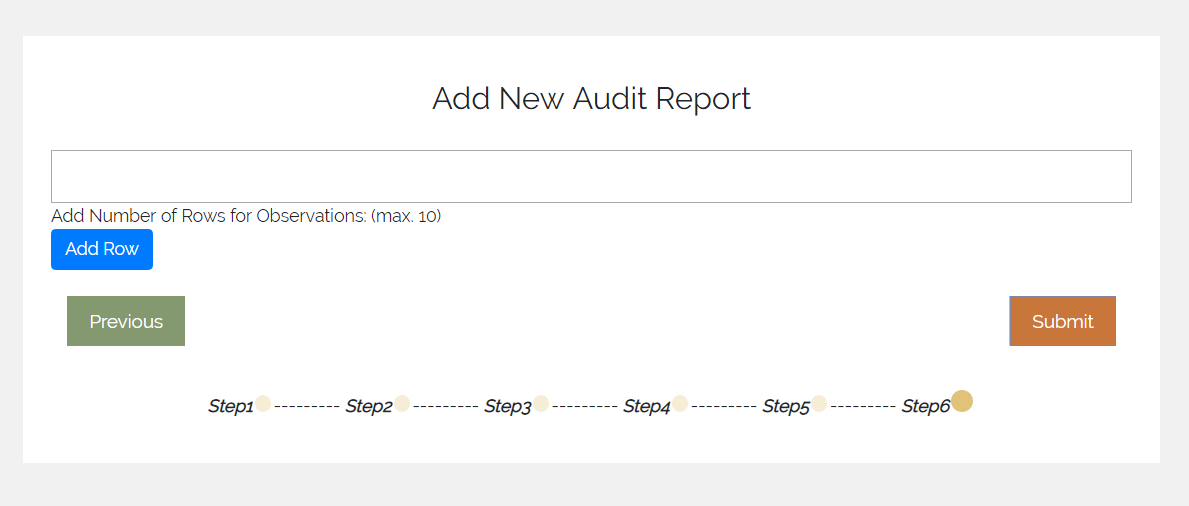 Add New Audit Report
Add Number of Rows for Observations: (max. 10)
Add Row
Previous
Submit
Step1 --------- Step2 --------- Step3 --------- Step4 --------- Step5 --------- Step6